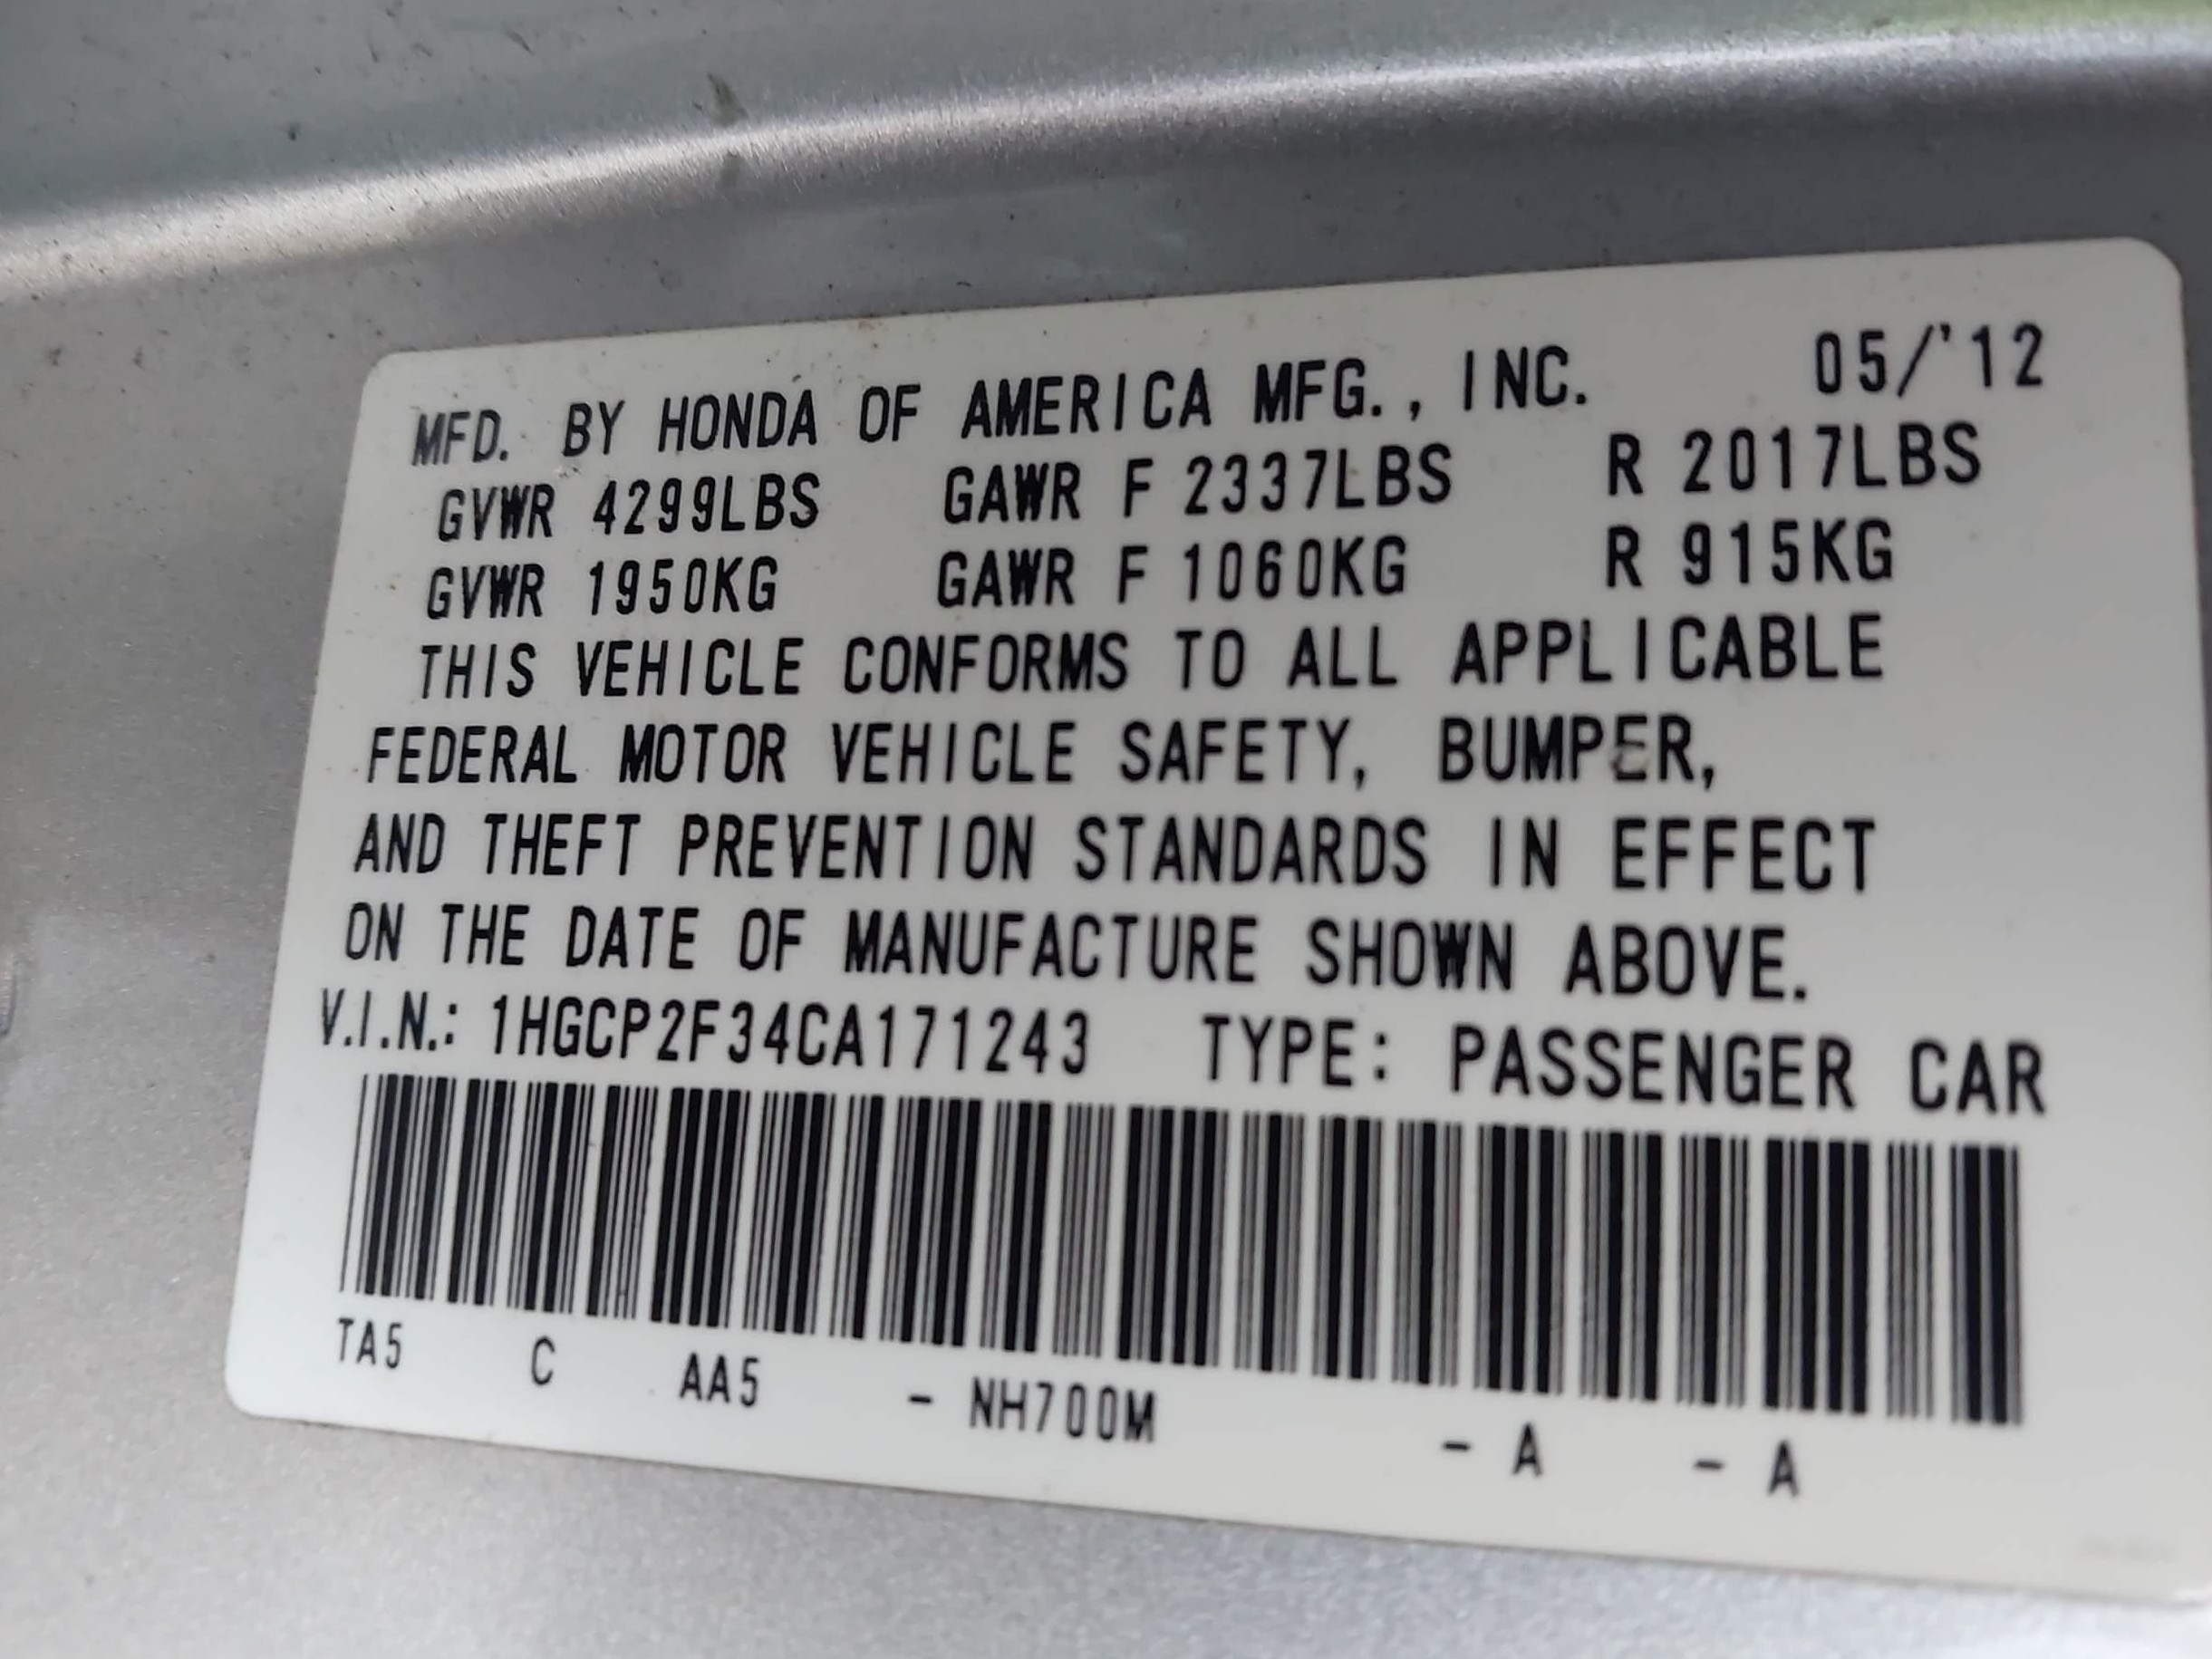 MFD. BY HONDA OF AMERICA MFG., INC. 05/'12
GVWR 4299LBS GAWR F 2337LBS R 2017LBS
GVWR 1950KG GAWR F 1060KG R 915KG
THIS VEHICLE CONFORMS TO ALL APPLICABLE
FEDERAL MOTOR VEHICLE SAFETY, BUMPER,
AND THEFT PREVENTION STANDARDS IN EFFECT
ON THE DATE OF MANUFACTURE SHOWN ABOVE.
V.I.N.: 1HGCP2F34CA171243 TYPE: PASSENGER CAR
TA5 C AA5 - NH700M - A - A